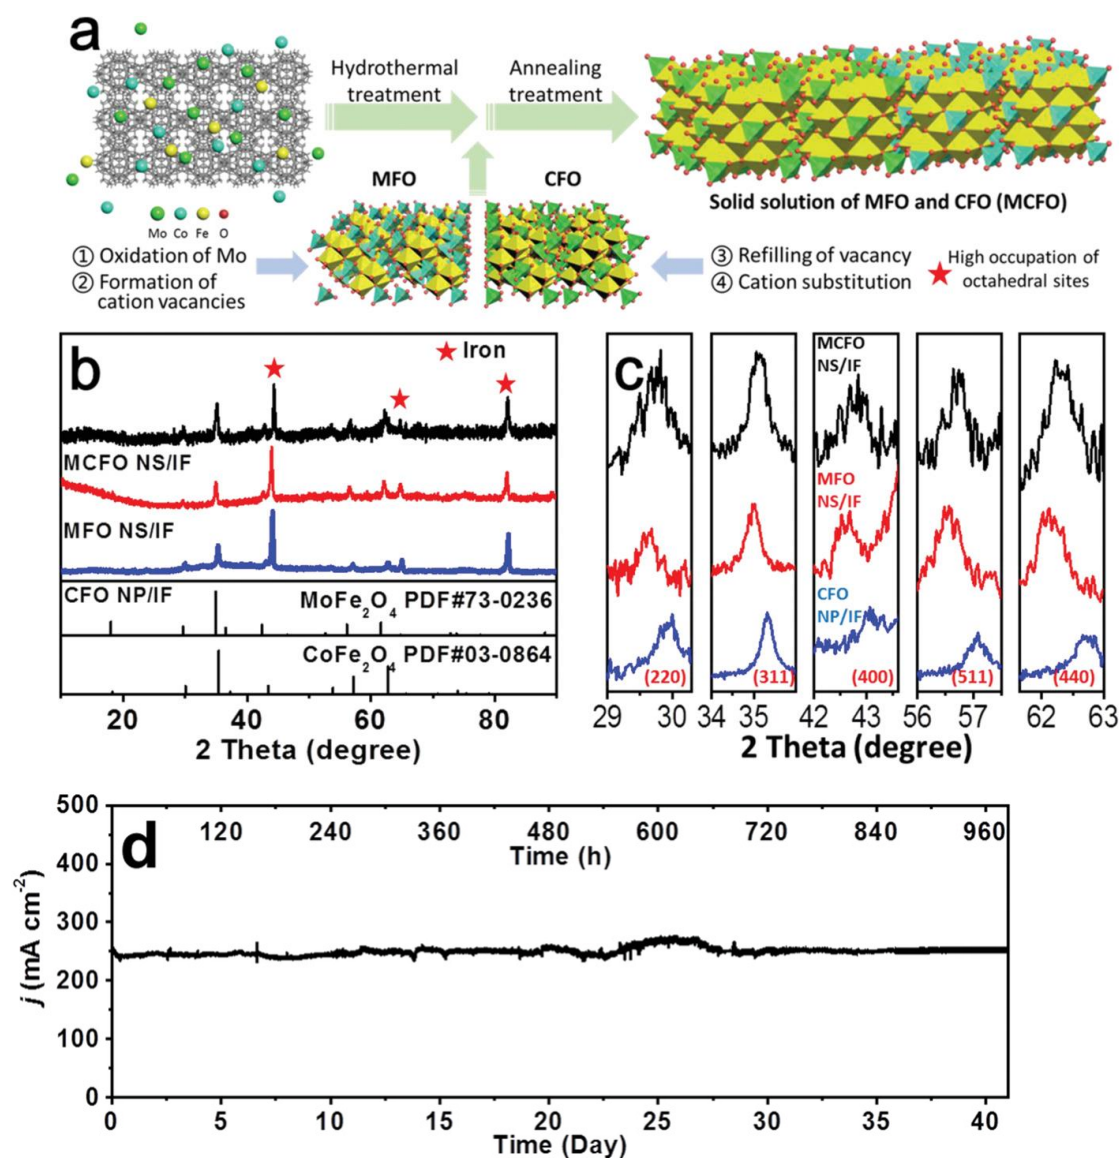 a
Hydrothermal
treatment
Annealing
treatment
MFO
CFO
Solid solution of MFO and CFO (MCFO)
Mo Co Fe O
① Oxidation of Mo
② Formation of
cation vacancies
③ Refilling of vacancy
④ Cation substitution
High occupation of
octahedral sites
b
Iron
MCFO NS/IF
MFO NS/IF
CFO NP/IF
MoFe2O4 PDF#73-0236
CoFe2O4 PDF#03-0864
20 40 60 80
2 Theta (degree)
c
MCFO
NS/IF
MFO
NS/IF
CFO
NP/IF
(220) (311) (400) (511) (440)
29 30 34 35 42 43 56 57 62 63
2 Theta (degree)
d
500
400
300
200
100
0
j (mA cm-2)
120 240 360 480 600 720 840 960
Time (h)
0 5 10 15 20 25 30 35 40
Time (Day)